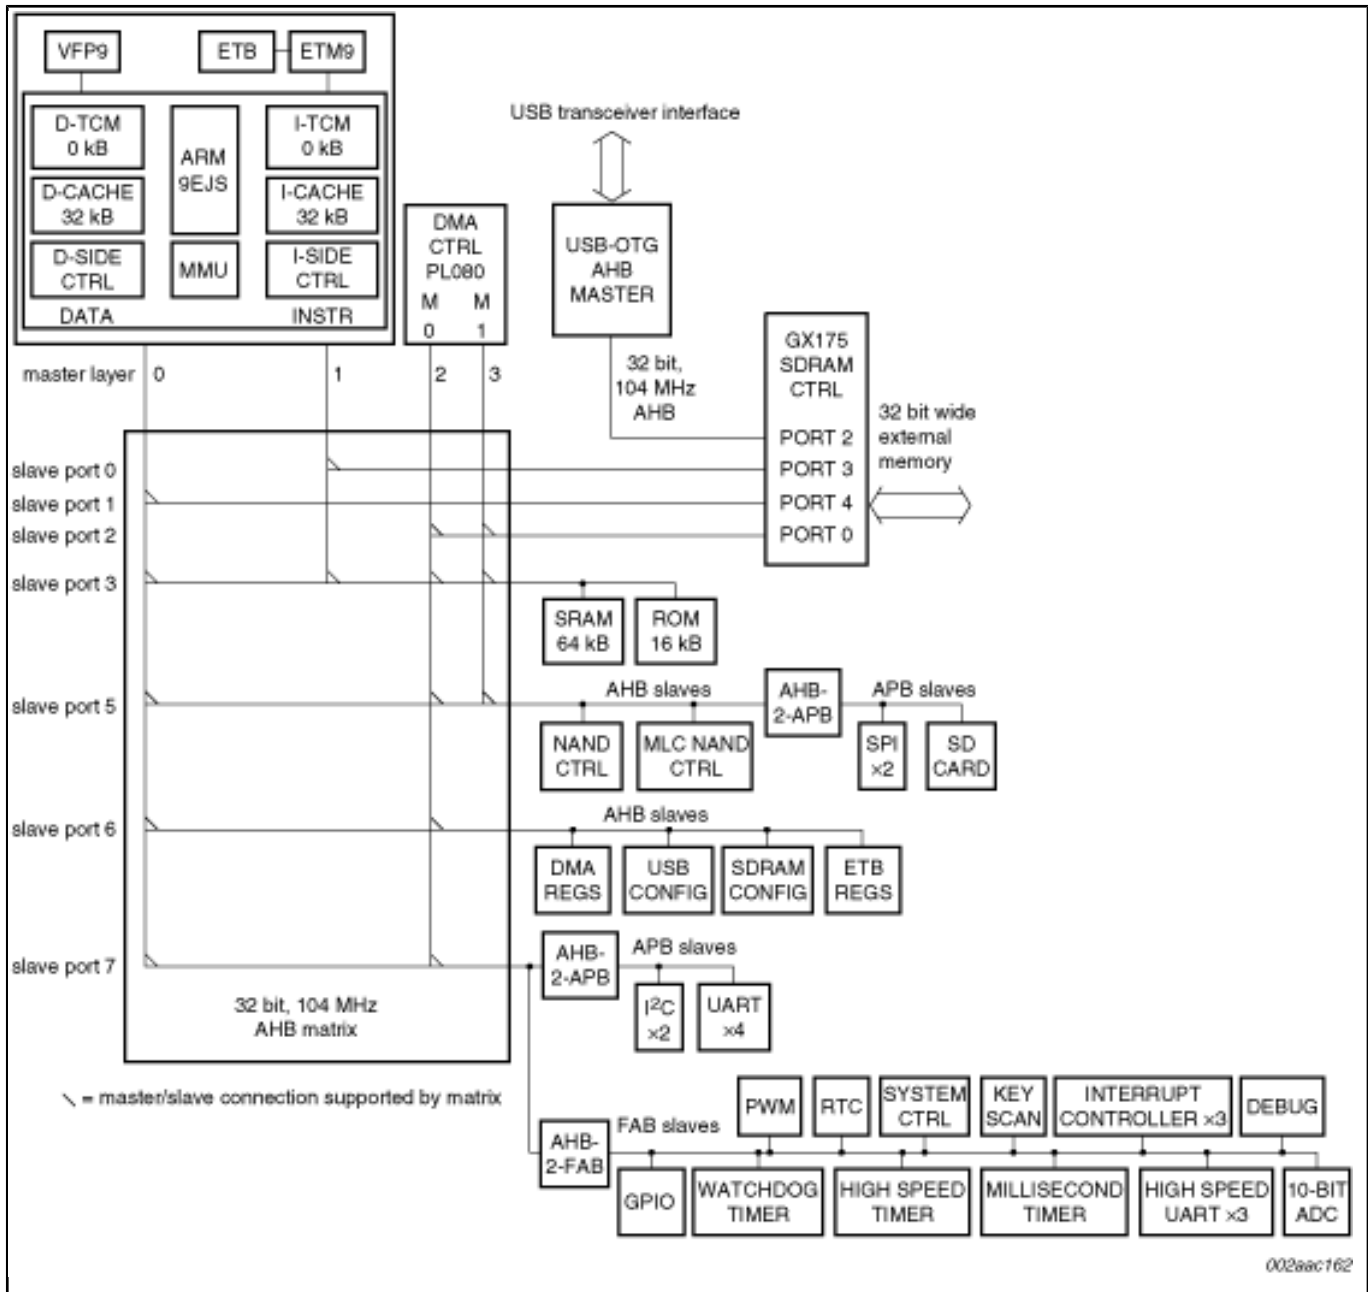 VFP9
ETB
ETM9
D-TCM
0 kB
ARM
9EJS
I-TCM
0 kB
D-CACHE
32 kB
I-CACHE
32 kB
D-SIDE
CTRL
MMU
I-SIDE
CTRL
DATA
INSTR
DMA
CTRL
PL080
M
0
M
1
USB transceiver interface
USB-OTG
AHB
MASTER
32 bit,
104 MHz
AHB
GX175
SDRAM
CTRL
PORT 2
PORT 3
PORT 4
PORT 0
32 bit wide
external
memory
master layer
0
1
2
3
slave port 0
slave port 1
slave port 2
slave port 3
SRAM
64 kB
ROM
16 kB
slave port 5
AHB slaves
AHB-
2-APB
APB slaves
NAND
CTRL
MLC NAND
CTRL
SPI
×2
SD
CARD
slave port 6
AHB slaves
DMA
REGS
USB
CONFIG
SDRAM
CONFIG
ETB
REGS
slave port 7
AHB-
2-APB
APB slaves
I²C
×2
UART
×4
32 bit, 104 MHz
AHB matrix
= master/slave connection supported by matrix
AHB-
2-FAB
FAB slaves
PWM
RTC
SYSTEM
CTRL
KEY
SCAN
INTERRUPT
CONTROLLER ×3
DEBUG
GPIO
WATCHDOG
TIMER
HIGH SPEED
TIMER
MILLISECOND
TIMER
HIGH SPEED
UART ×3
10-BIT
ADC
002aac162